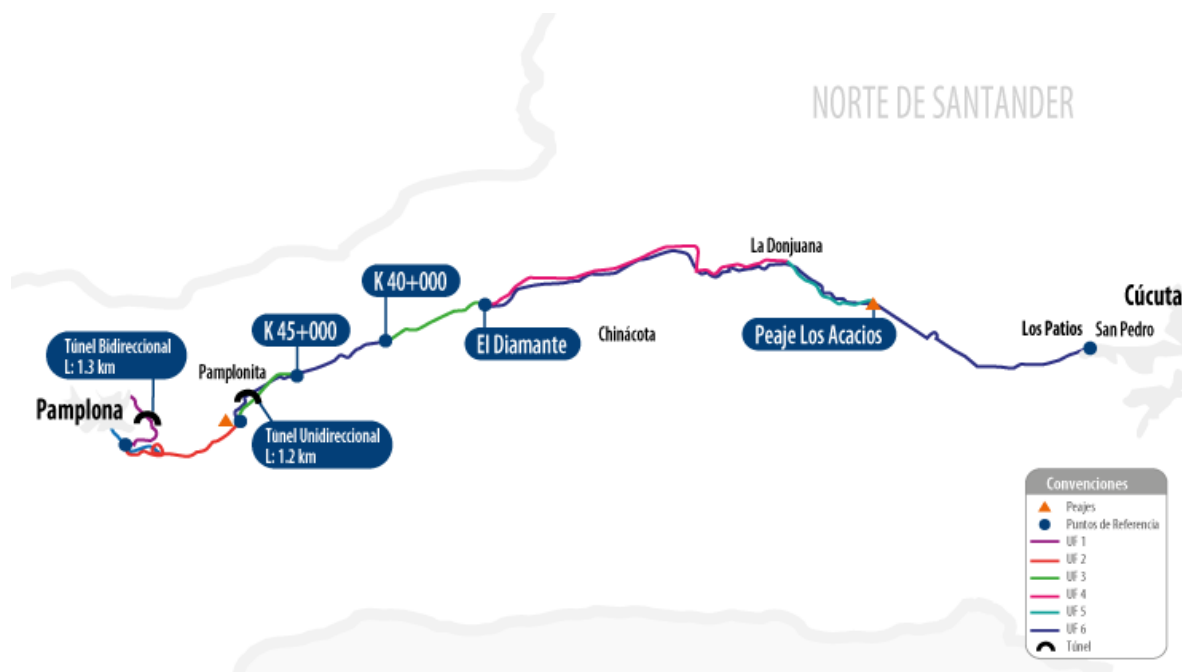 NORTE DE SANTANDER
La Donjuana
K 40+000
Cúcuta
K 45+000
El Diamante
Chinácota
Peaje Los Acacios
Los Patios
San Pedro
Túnel Bidireccional
L: 1.3 km
Pamplonita
Pamplona
Túnel Unidireccional
L: 1.2 km
Convenciones
Peajes
Puntos de Referencia
UF 1
UF 2
UF 3
UF 4
UF 5
UF 6
Túnel